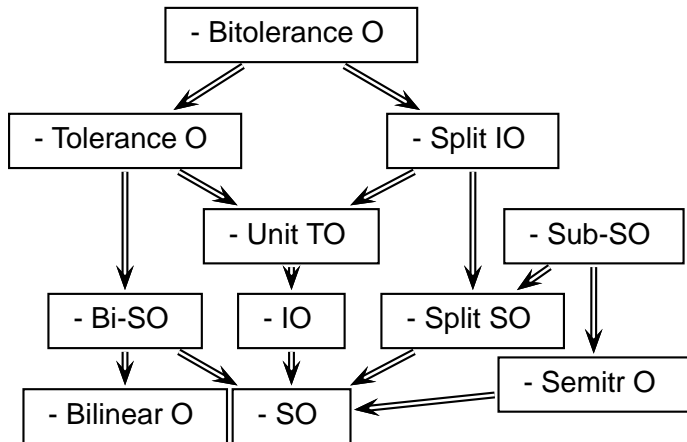 - Bitolerance O
- Tolerance O
- Split IO
- Unit TO
- Sub-SO
- Bi-SO
- IO
- Split SO
- Semitr O
- Bilinear O
- SO